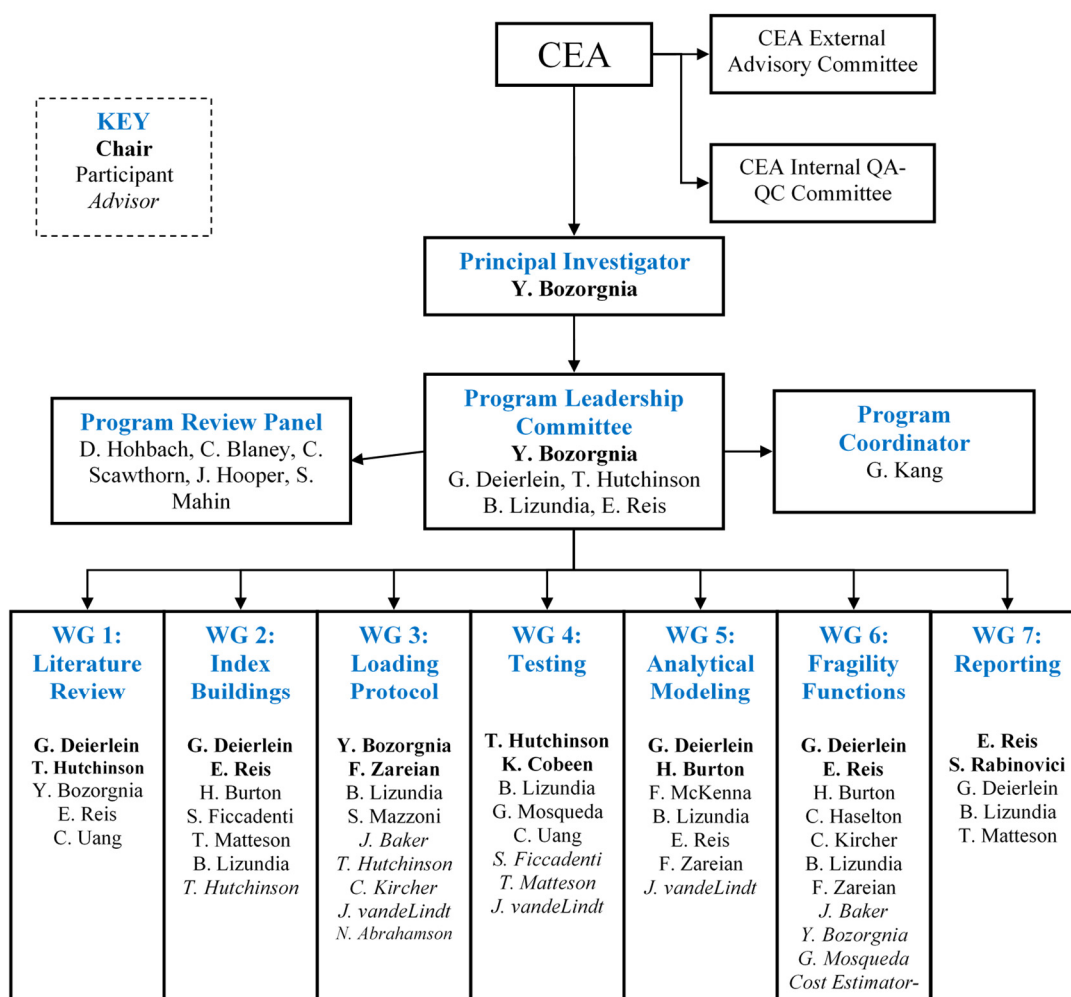 CEA
CEA External
Advisory Committee
KEY
Chair
Participant
Advisor
CEA Internal QA-
QC Committee
Principal Investigator
Y. Bozorgnia
Program Review Panel
D. Hohbach, C. Blaney, C.
Scawthorn, J. Hooper, S.
Mahin
Program Leadership
Committee
Y. Bozorgnia
G. Deierlein, T. Hutchinson
B. Lizundia, E. Reis
Program
Coordinator
G. Kang
WG 1:
Literature
Review
G. Deierlein
T. Hutchinson
Y. Bozorgnia
E. Reis
C. Uang
WG 2:
Index
Buildings
G. Deierlein
E. Reis
H. Burton
S. Ficcadenti
T. Matteson
B. Lizundia
T. Hutchinson
WG 3:
Loading
Protocol
Y. Bozorgnia
F. Zareian
B. Lizundia
S. Mazzoni
J. Baker
T. Hutchinson
C. Kircher
J. vandeLindt
N. Abrahamson
WG 4:
Testing
T. Hutchinson
K. Cobeen
B. Lizundia
G. Mosqueda
C. Uang
S. Ficcadenti
T. Matteson
J. vandeLindt
WG 5:
Analytical
Modeling
G. Deierlein
H. Burton
F. McKenna
B. Lizundia
E. Reis
F. Zareian
J. vandeLindt
WG 6:
Fragility
Functions
G. Deierlein
E. Reis
H. Burton
C. Haselton
C. Kircher
B. Lizundia
F. Zareian
J. Baker
Y. Bozorgnia
G. Mosqueda
Cost Estimator-
WG 7:
Reporting
E. Reis
S. Rabinovici
G. Deierlein
B. Lizundia
T. Matteson